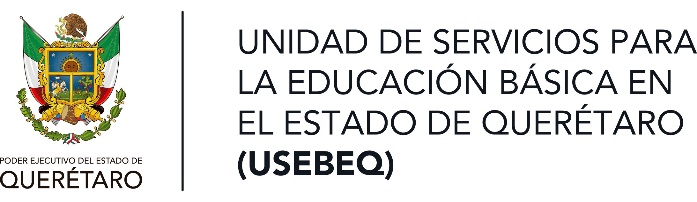 PODER EJECUTIVO DEL ESTADO DE
QUERÉTARO
UNIDAD DE SERVICIOS PARA
LA EDUCACIÓN BÁSICA EN
EL ESTADO DE QUERÉTARO
(USEBEQ)